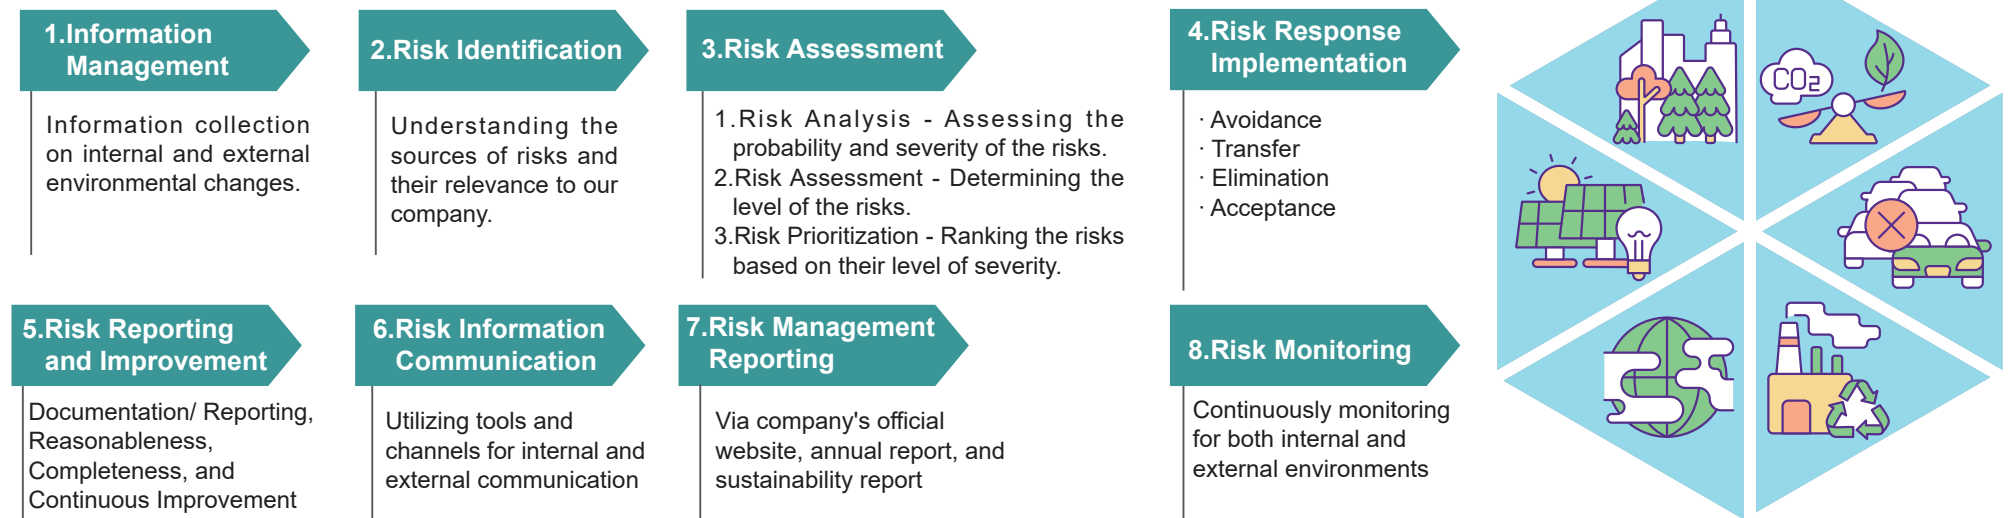 1.Information
Management
Information collection
on internal and external
environmental changes.
2.Risk Identification
Understanding the
sources of risks and
their relevance to our
company.
3.Risk Assessment
1.Risk Analysis - Assessing the
probability and severity of the risks.
2.Risk Assessment - Determining the
level of the risks.
3.Risk Prioritization - Ranking the risks
based on their level of severity.
4.Risk Response
Implementation
· Avoidance
· Transfer
· Elimination
· Acceptance
5.Risk Reporting
and Improvement
Documentation/ Reporting,
Reasonableness,
Completeness, and
Continuous Improvement
6.Risk Information
Communication
Utilizing tools and
channels for internal and
external communication
7.Risk Management
Reporting
Via company's official
website, annual report, and
sustainability report
8.Risk Monitoring
Continuously monitoring
for both internal and
external environments
CO2